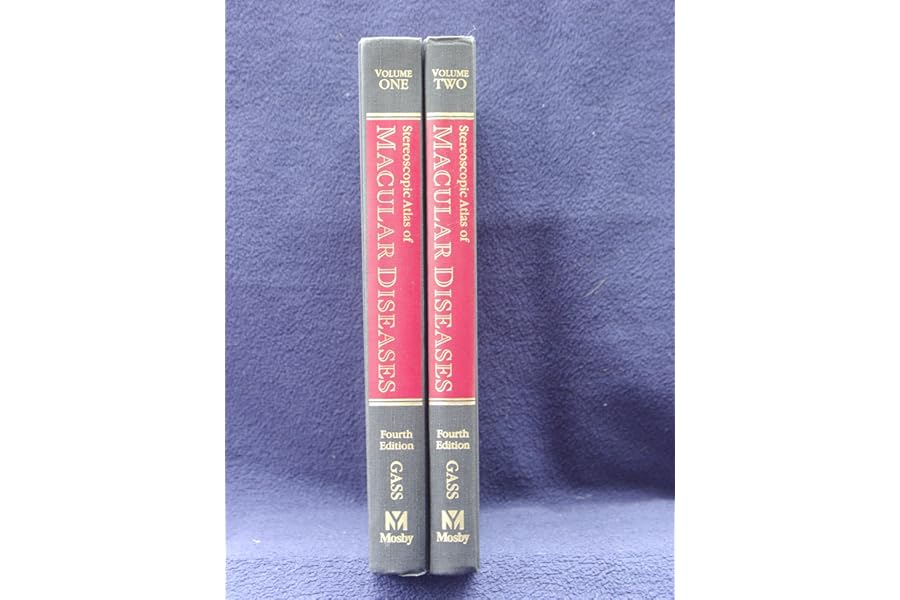 VOLUME
ONE
Stereoscopic Atlas of
MACULAR DISEASES
Fourth
Edition
GASS
M
Mosby
VOLUME
TWO
Stereoscopic Atlas of
MACULAR DISEASES
Fourth
Edition
GASS
M
Mosby